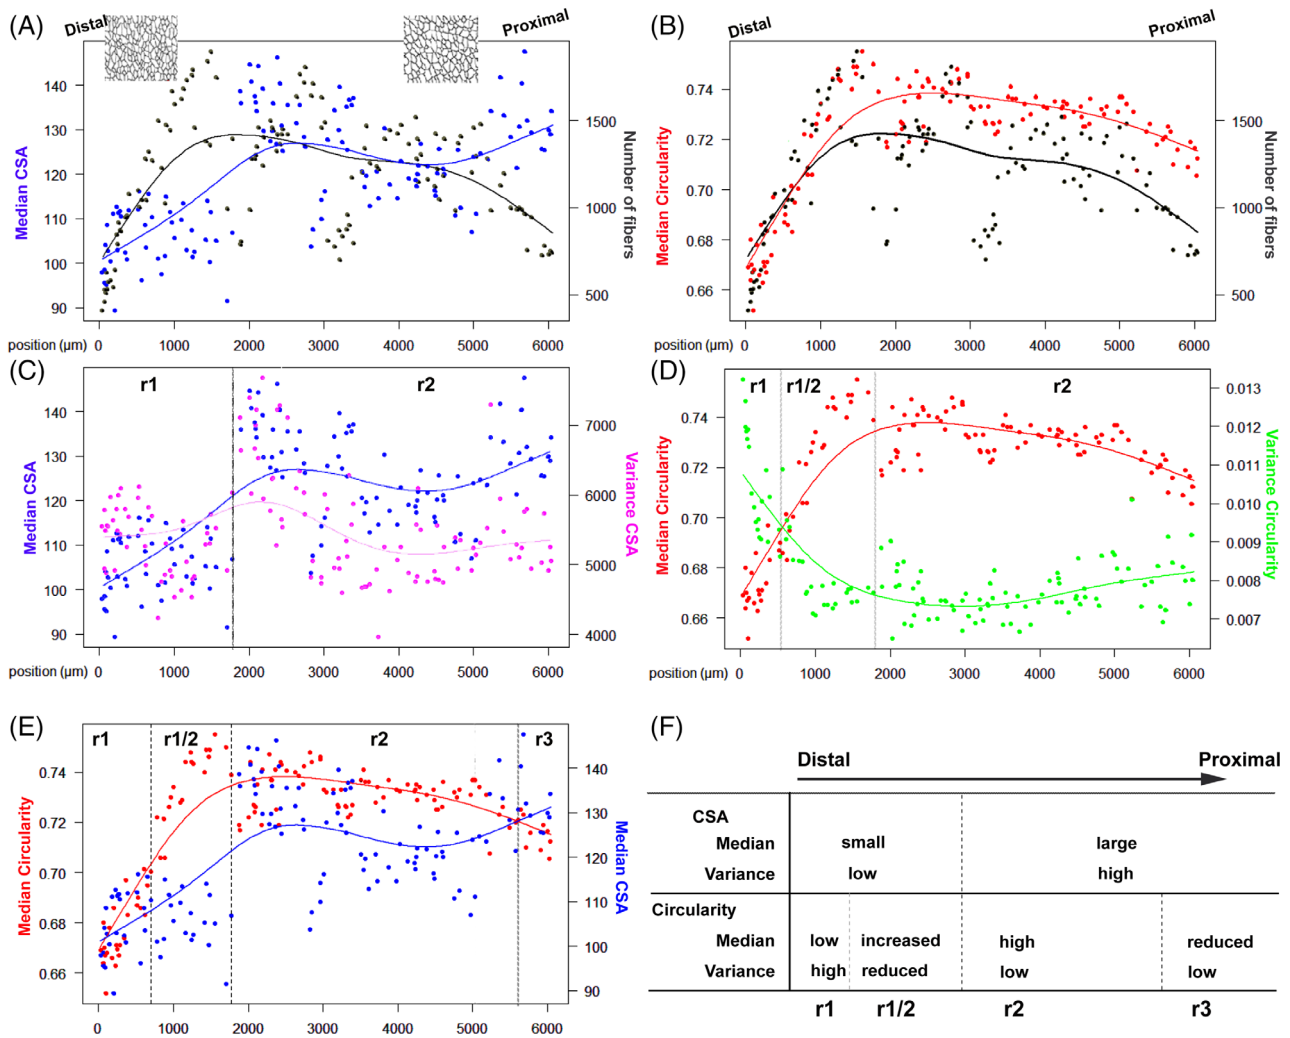 (A)
Distal
Proximal
140
130
120
110
100
90
Median CSA
1500
1000
500
Number of fibers
position (µm)
0 1000 2000 3000 4000 5000 6000
(B)
Distal
Proximal
0.74
0.72
0.70
0.68
0.66
Median Circularity
1500
1000
500
Number of fibers
position (µm)
0 1000 2000 3000 4000 5000 6000
(C)
r1 r2
140
130
120
110
100
90
Median CSA
7000
6000
5000
4000
Variance CSA
position (µm)
0 1000 2000 3000 4000 5000 6000
(D)
r1 r1/2 r2
0.74
0.72
0.70
0.68
0.66
Median Circularity
0.013
0.012
0.011
0.010
0.009
0.008
0.007
Variance Circularity
position (µm)
0 1000 2000 3000 4000 5000 6000
(E)
r1 r1/2 r2 r3
0.74
0.72
0.70
0.68
0.66
Median Circularity
140
130
120
110
100
90
Median CSA
0 1000 2000 3000 4000 5000 6000
(F)
Distal Proximal
CSA
Median small large
Variance low high
Circularity
Median low increased high reduced
Variance high reduced low low
r1 r1/2 r2 r3